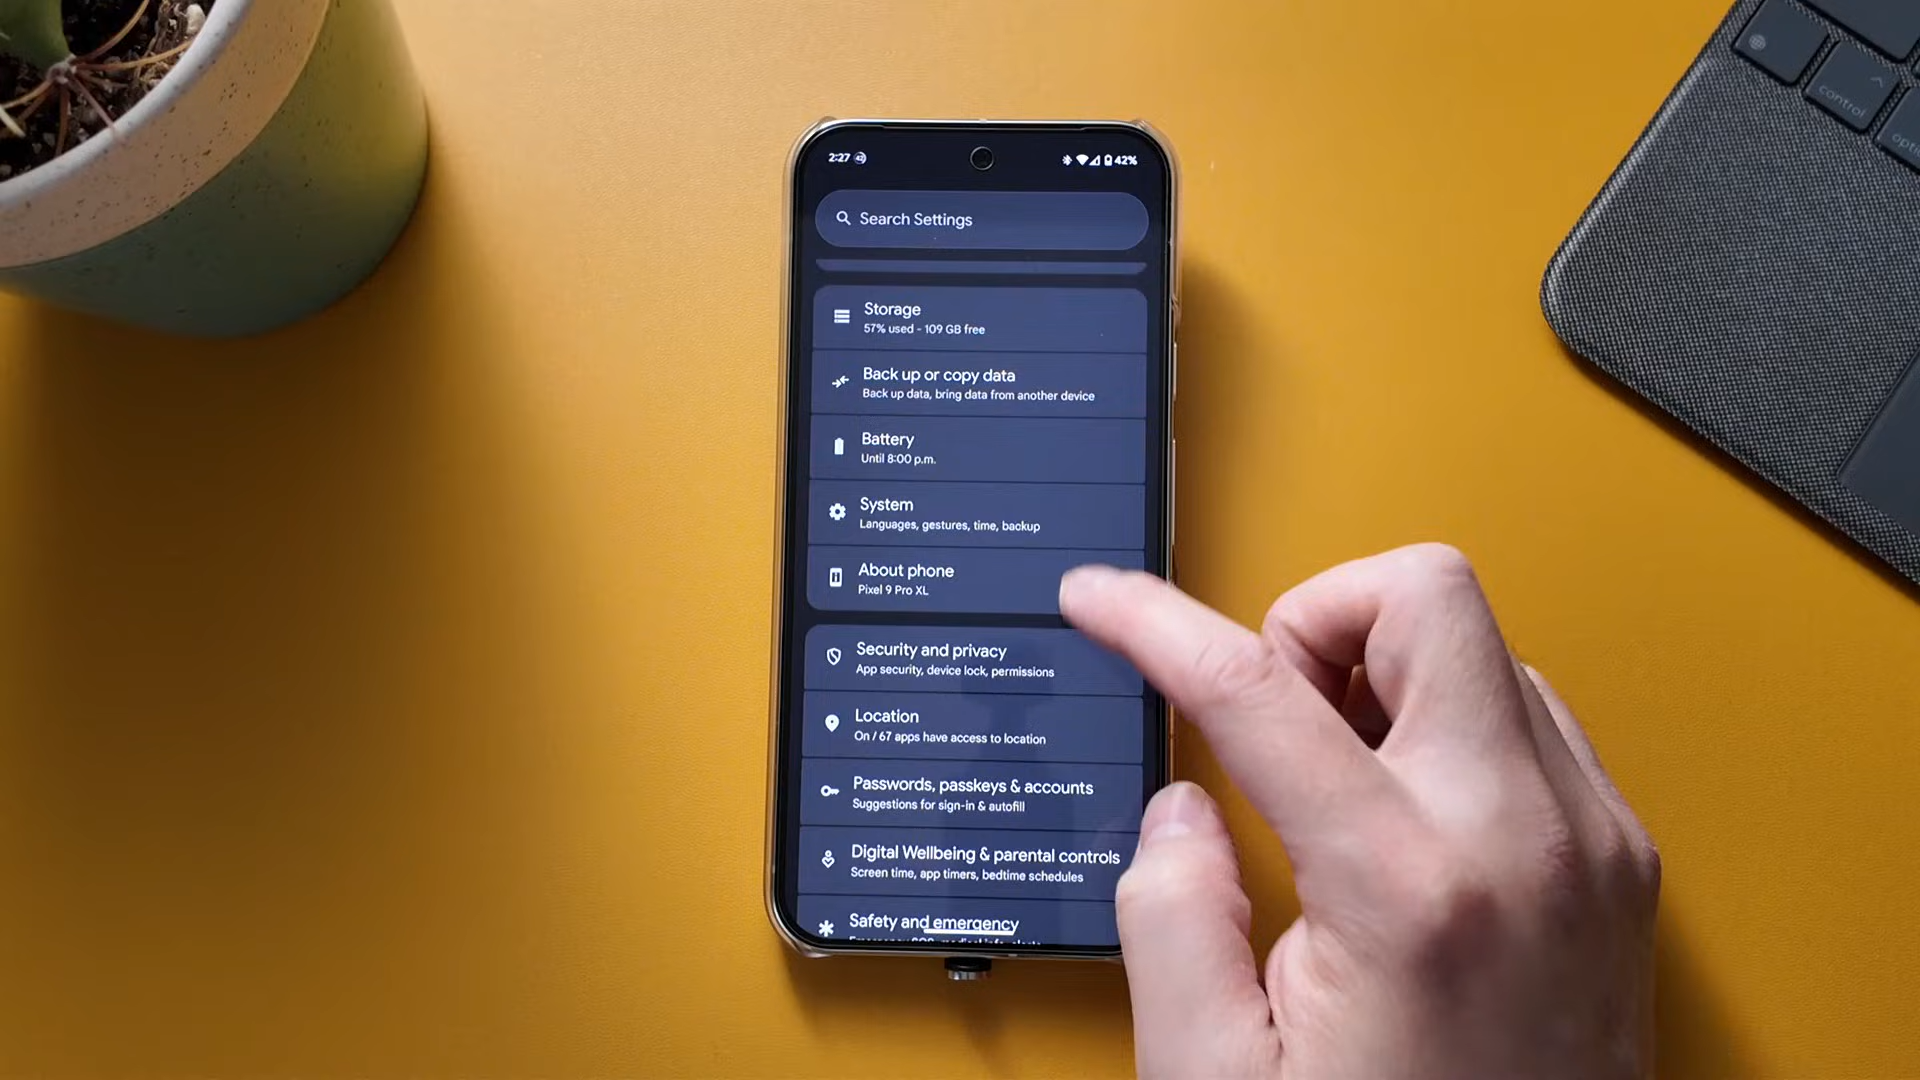 2:27
42%
Search Settings
Storage
57% used - 109 GB free
Back up or copy data
Back up data, bring data from another device
Battery
Until 8:00 p.m.
System
Languages, gestures, time, backup
About phone
Pixel 9 Pro XL
Security and privacy
App security, device lock, permissions
Location
On / 67 apps have access to location
Passwords, passkeys & accounts
Suggestions for sign-in & autofill
Digital Wellbeing & parental controls
Screen time, app timers, bedtime schedules
Safety and emergency
control